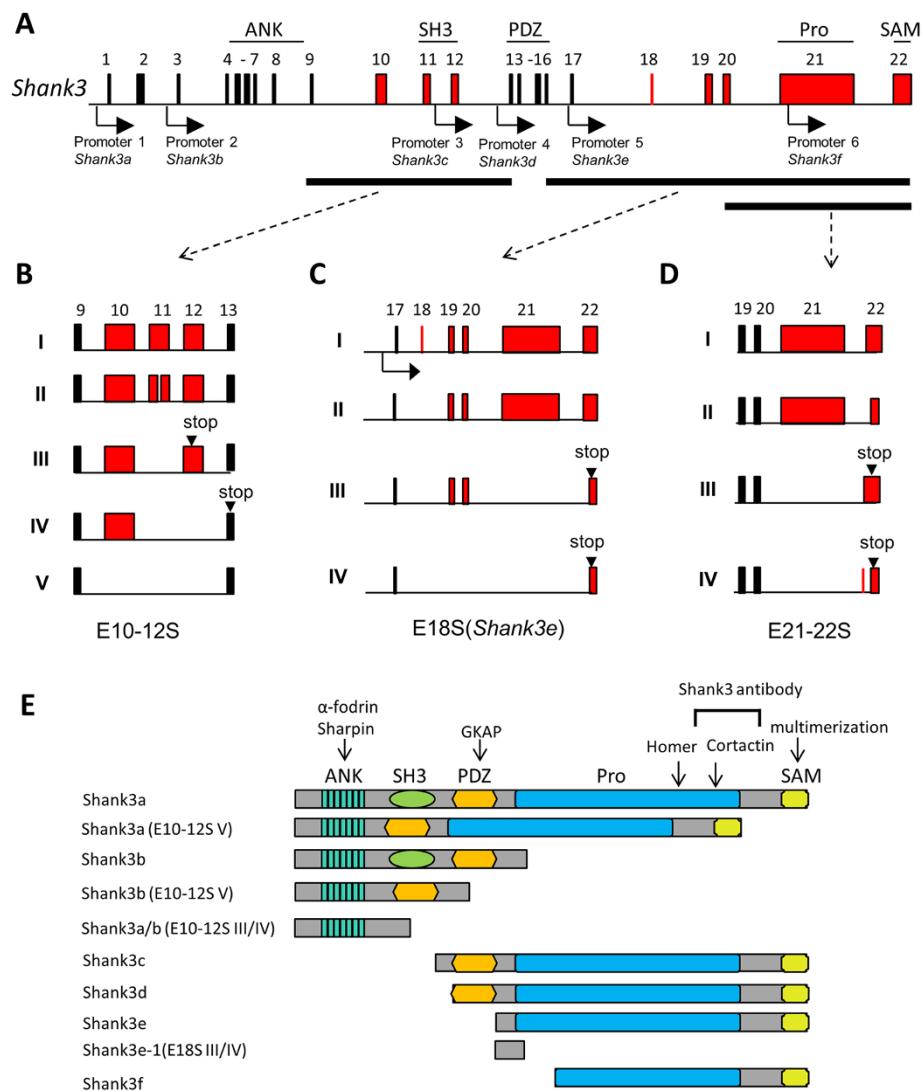 A
ANK SH3 PDZ Pro SAM
1 2 3 4 - 7 8 9 10 11 12 13 -16 17 18 19 20 21 22
Shank3
Promoter 1 Promoter 2 Promoter 3 Promoter 4 Promoter 5 Promoter 6
Shank3a Shank3b Shank3c Shank3d Shank3e Shank3f
B
9 10 11 12 13
I
II
stop
III
stop
IV
V
E10-12S
C
17 18 19 20 21 22
I
II
stop
III
stop
IV
E18S(Shank3e)
D
19 20 21 22
I
II
stop
III
stop
IV
E21-22S
E
Shank3 antibody
α-fodrin
Sharpin
GKAP
Homer Cortactin
multimerization
ANK SH3 PDZ Pro SAM
Shank3a
Shank3a (E10-12S V)
Shank3b
Shank3b (E10-12S V)
Shank3a/b (E10-12S III/IV)
Shank3c
Shank3d
Shank3e
Shank3e-1(E18S III/IV)
Shank3f